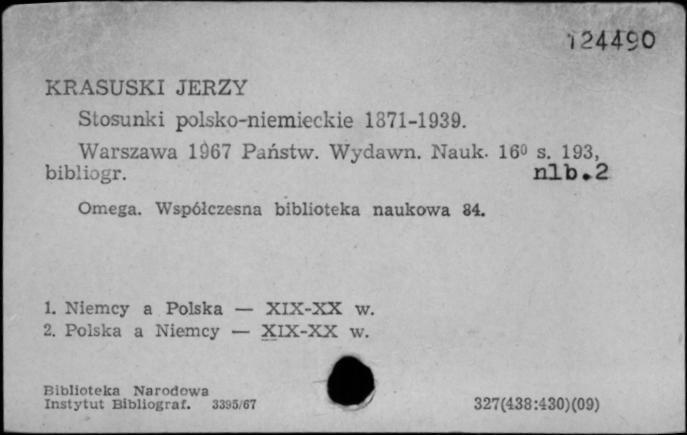 124490
KRASUSKI JERZY
Stosunki polsko-niemieckie 1871-1939.
Warszawa 1967 Państw. Wydawn. Nauk. 16⁰ s. 193,
bibliogr. nlb.2
Omega. Współczesna biblioteka naukowa 84.
1. Niemcy a Polska — XIX-XX w.
2. Polska a Niemcy — XIX-XX w.
Biblioteka Narodowa
Instytut Bibliograf. 3395/67 327(438:430)(09)